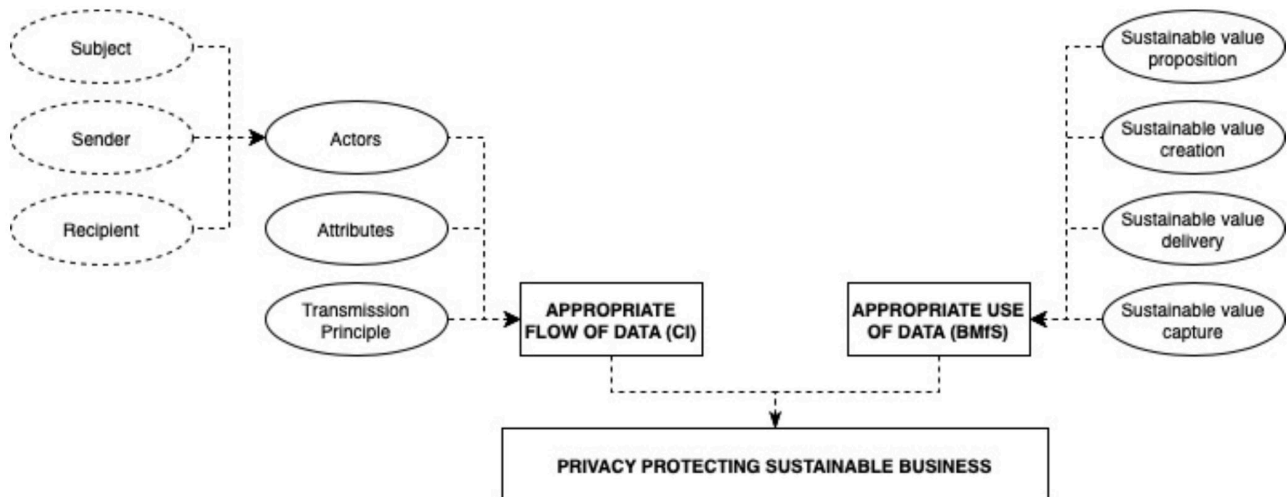 Subject
Sender
Recipient
Actors
Attributes
Transmission
Principle
APPROPRIATE
FLOW OF DATA (CI)
APPROPRIATE USE
OF DATA (BMfS)
Sustainable value
proposition
Sustainable value
creation
Sustainable value
delivery
Sustainable value
capture
PRIVACY PROTECTING SUSTAINABLE BUSINESS